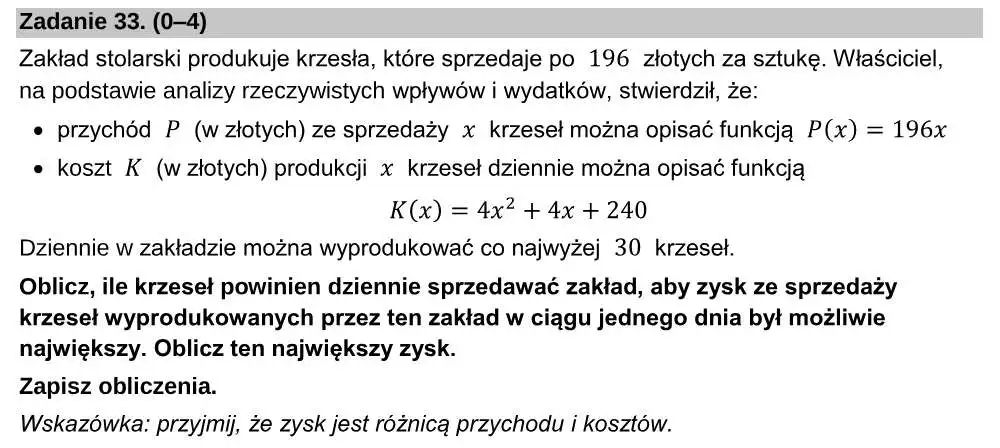 Zadanie 33. (0–4)
Zakład stolarski produkuje krzesła, które sprzedaje po 196 złotych za sztukę. Właściciel,
na podstawie analizy rzeczywistych wpływów i wydatków, stwierdził, że:
• przychód P (w złotych) ze sprzedaży x krzeseł można opisać funkcją P(x) = 196x
• koszt K (w złotych) produkcji x krzeseł dziennie można opisać funkcją
K(x) = 4x² + 4x + 240
Dziennie w zakładzie można wyprodukować co najwyżej 30 krzeseł.
Oblicz, ile krzeseł powinien dziennie sprzedawać zakład, aby zysk ze sprzedaży
krzeseł wyprodukowanych przez ten zakład w ciągu jednego dnia był możliwie
największy. Oblicz ten największy zysk.
Zapisz obliczenia.
Wskazówka: przyjmij, że zysk jest różnicą przychodu i kosztów.